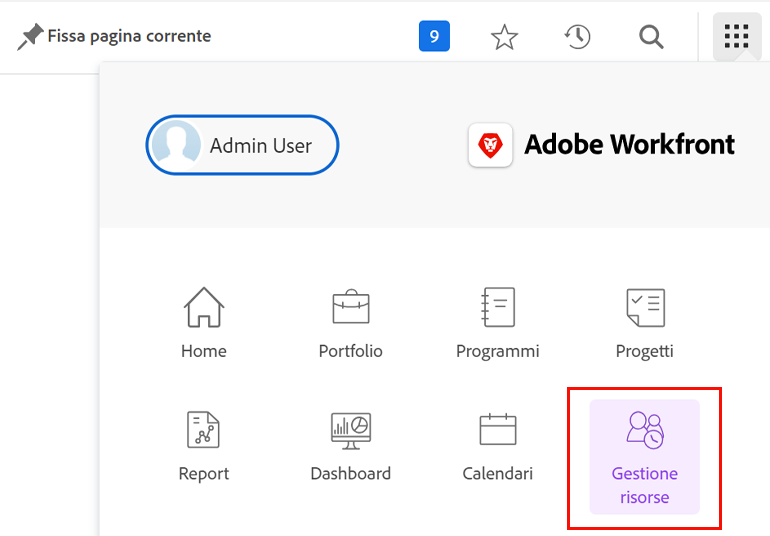 Fissa pagina corrente
9
Admin User
Adobe Workfront
Home
Portfolio
Programmi
Progetti
Report
Dashboard
Calendari
Gestione
risorse